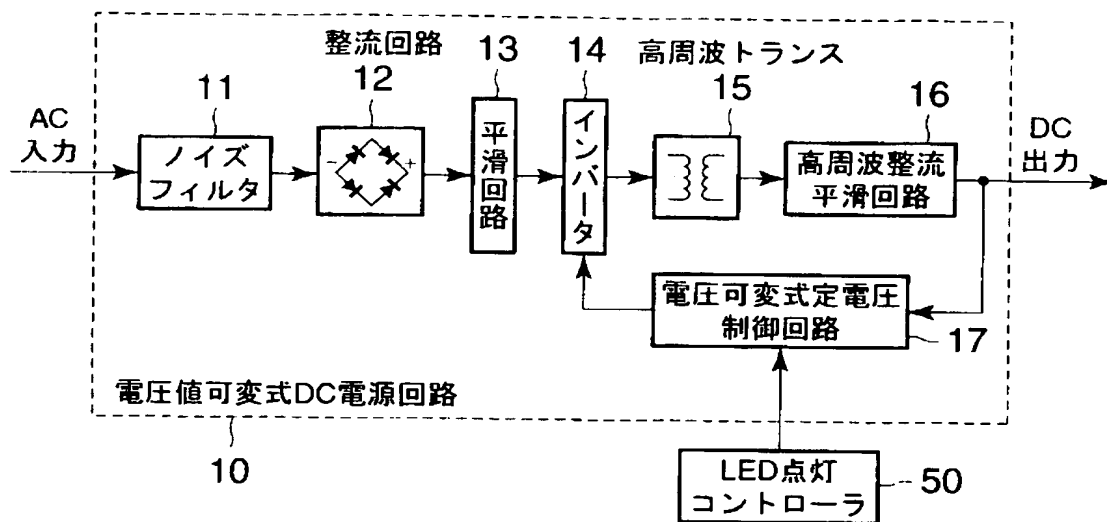 整流回路
12
13
14
高周波トランス
15
11
16
AC
入力
ノイズ
フィルタ
- +
平滑回路
インバータ
高周波整流
平滑回路
DC
出力
電圧可変式定電圧
制御回路
17
電圧値可変式DC電源回路
10
LED点灯
コントローラ
50